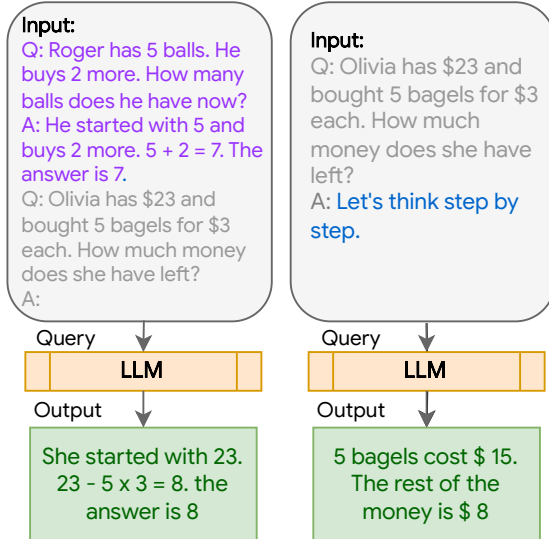 Input:
Q: Roger has 5 balls. He
buys 2 more. How many
balls does he have now?
A: He started with 5 and
buys 2 more. 5 + 2 = 7. The
answer is 7.
Q: Olivia has $23 and
bought 5 bagels for $3
each. How much money
does she have left?
A:
Query
LLM
Output
She started with 23.
23 - 5 x 3 = 8. the
answer is 8
Input:
Q: Olivia has $23 and
bought 5 bagels for $3
each. How much
money does she have
left?
A: Let's think step by
step.
Query
LLM
Output
5 bagels cost $ 15.
The rest of the
money is $ 8